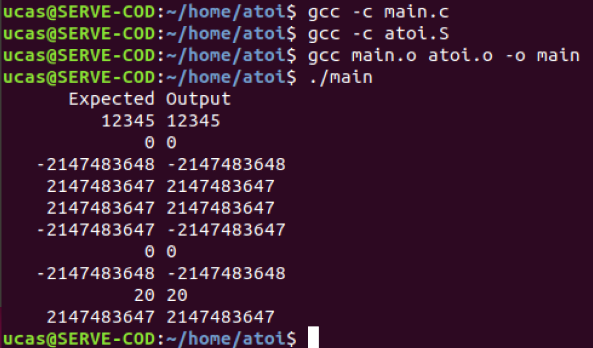 ucas@SERVE-COD:~/home/atoi$ gcc -c main.c
ucas@SERVE-COD:~/home/atoi$ gcc -c atoi.S
ucas@SERVE-COD:~/home/atoi$ gcc main.o atoi.o -o main
ucas@SERVE-COD:~/home/atoi$ ./main
Expected Output
12345 12345
0 0
-2147483648 -2147483648
2147483647 2147483647
2147483647 2147483647
-2147483647 -2147483647
0 0
-2147483648 -2147483648
20 20
2147483647 2147483647
ucas@SERVE-COD:~/home/atoi$